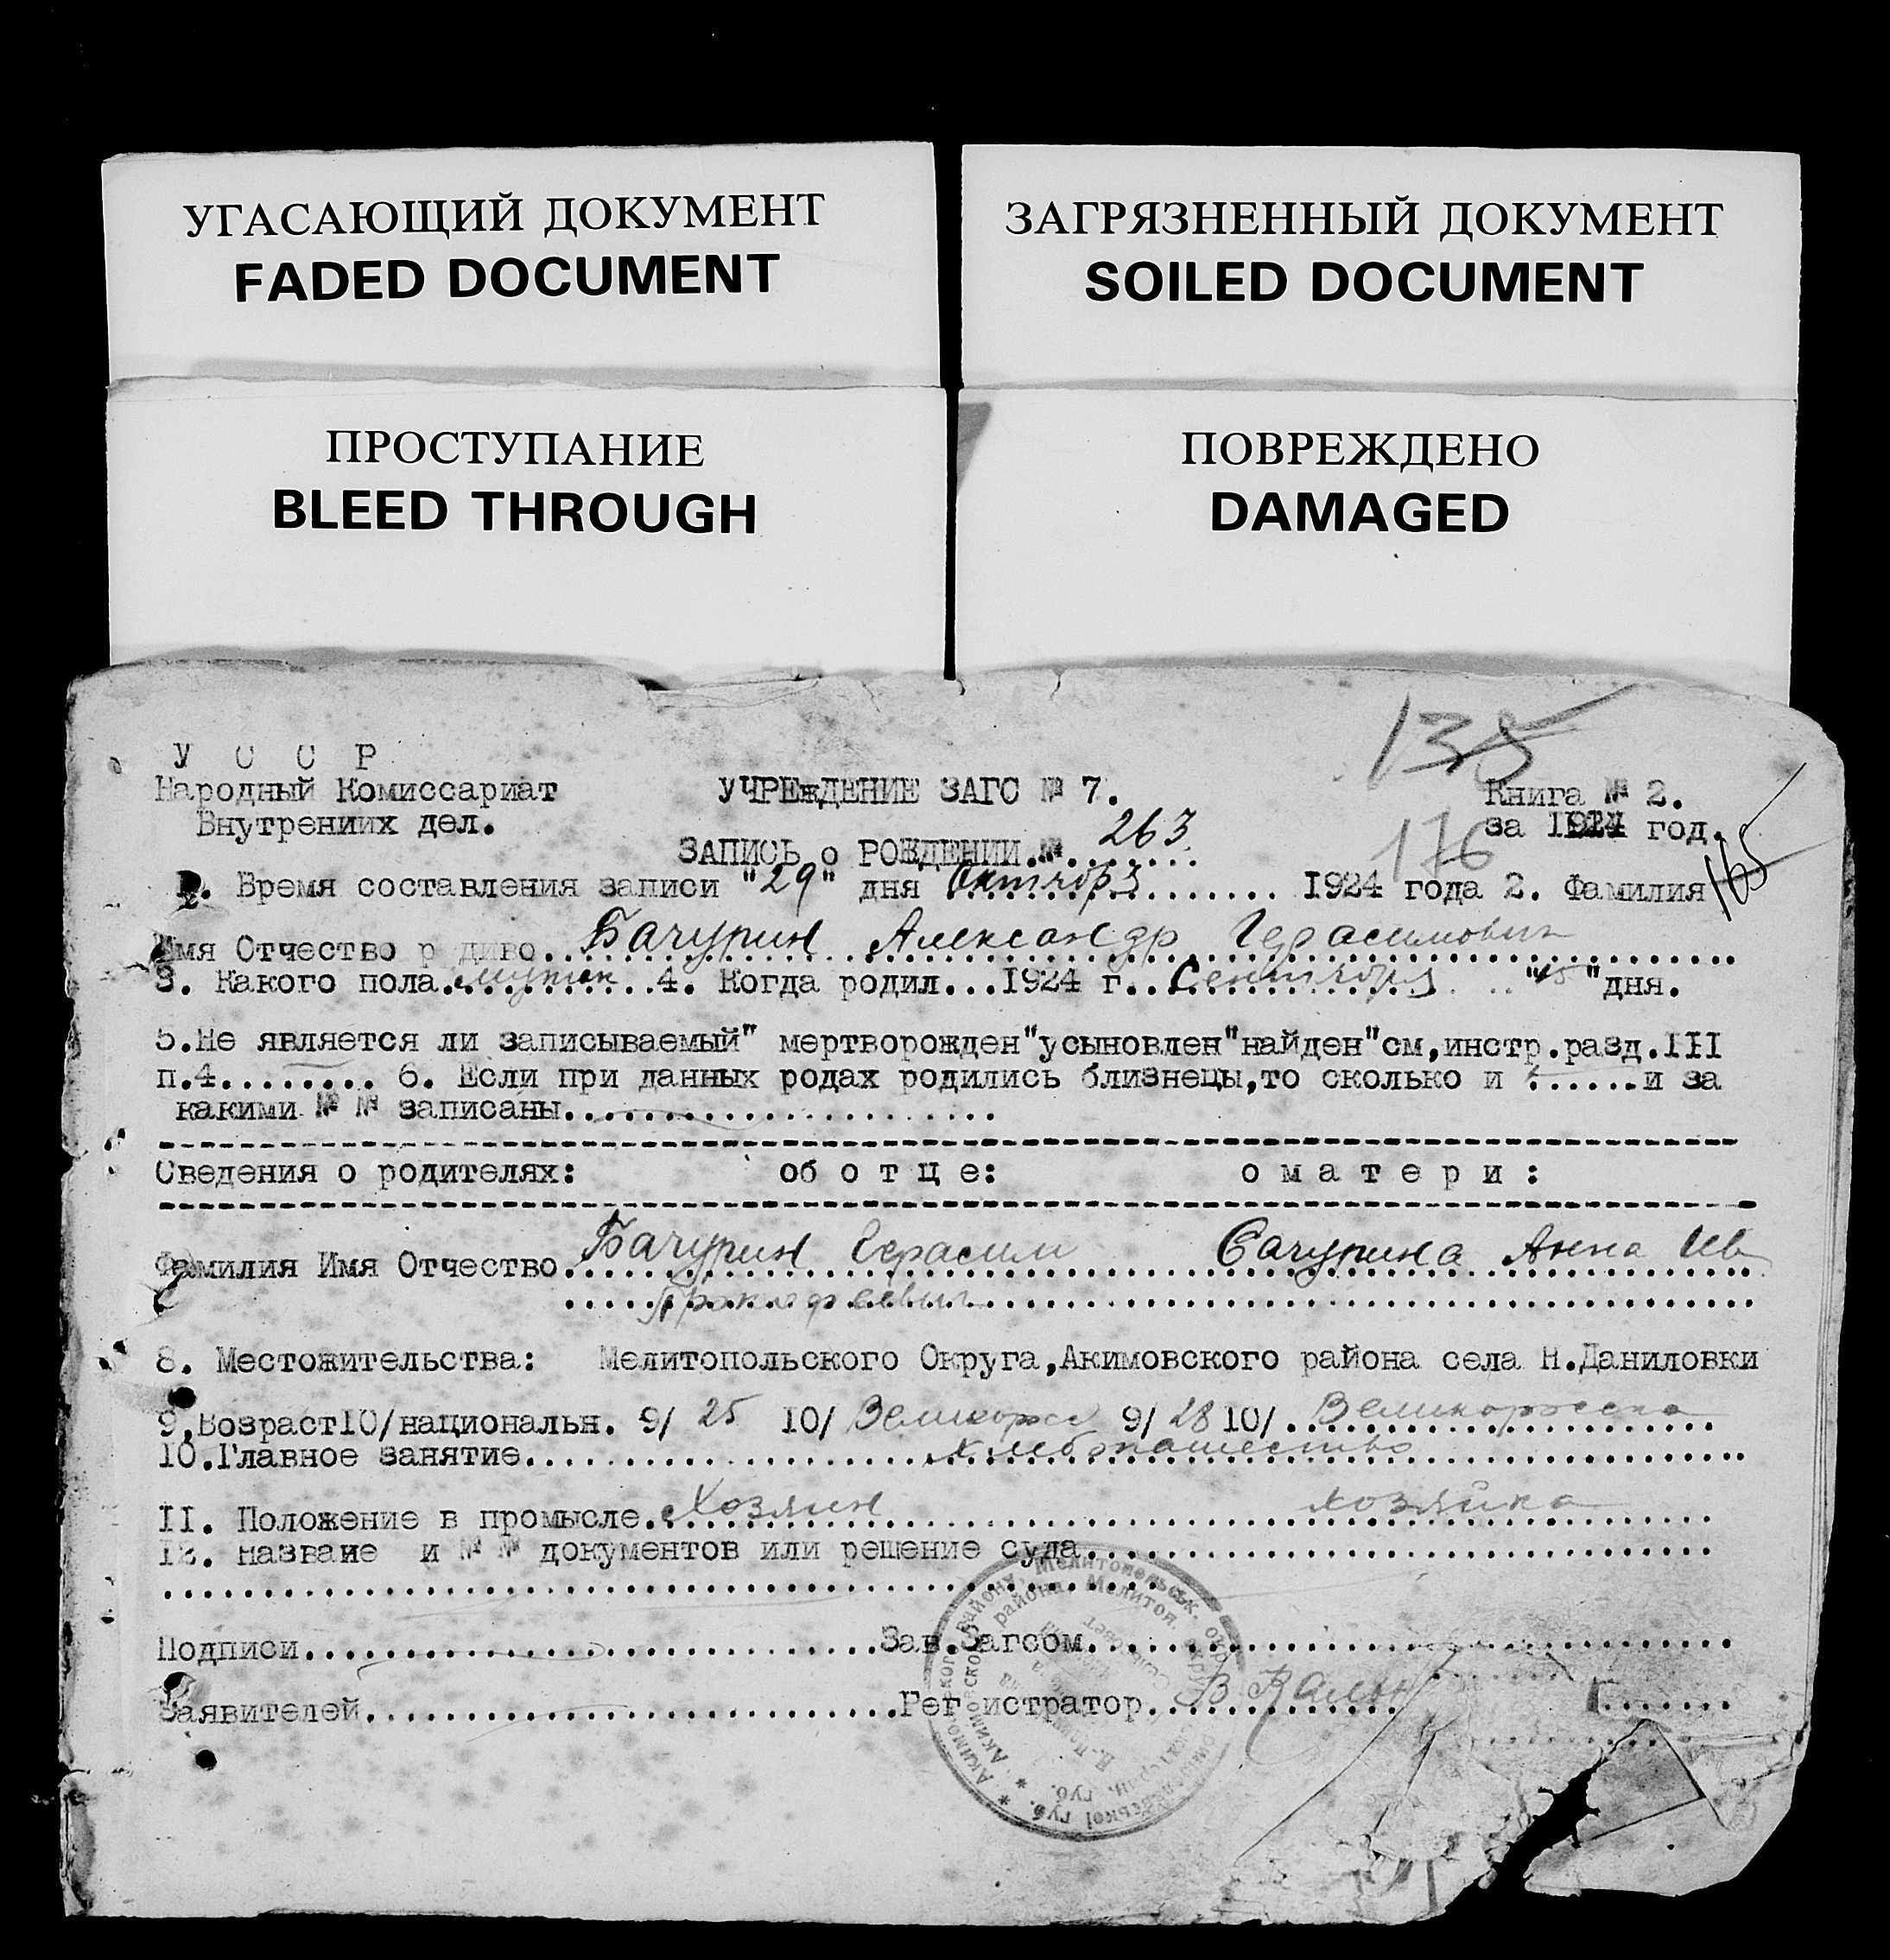 УГАСАЮЩИЙ ДОКУМЕНТ
FADED DOCUMENT
ЗАГРЯЗНЕННЫЙ ДОКУМЕНТ
SOILED DOCUMENT
ПРОСТУПАНИЕ
BLEED THROUGH
ПОВРЕЖДЕНО
DAMAGED
135
У С С Р
Народный Комиссариат УЧРЕЖДЕНИЕ ЗАГС № 7. Книга № 2.
Внутрениих дел. за 1924 год.
176
ЗАПИСЬ о РОЖДЕНИИ.№. 263
165
1. Время составления записи "29" дня Октября........ 1924 года 2. Фамилия
Имя Отчество р диво. Бачурин Александр Герасимович
3. Какого пола. мужск 4. Когда родил...1924 г. Сентября "15"дня.
5.Не является ли записываемый" мертворожден"усыновлен"найден"см,инстр.разд.III
п.4........ 6. Если при данных родах родились близнецы,то сколько и ......и за
какими № № записаны......................
Сведения о родителях: об о т ц е: о м а т е р и :
Фамилия Имя Отчество. Бачурин Герасим Бачурина Анна Ив
8. Местожительства: Мелитопольского Округа,Акимовского района села Н.Даниловки
9.Возраст10/национальн. 9/ 25 10/ Великорос 9/ 28 10/. Великоросска
10.Главное занятие. хлебопашество
II. Положение в промысле. Хозяин хозяйка
12. Назвaние и № № документов или решение суда................................
Подписи.............................Зав.Загсом.................................
Заявителей...........................Регистратор. В